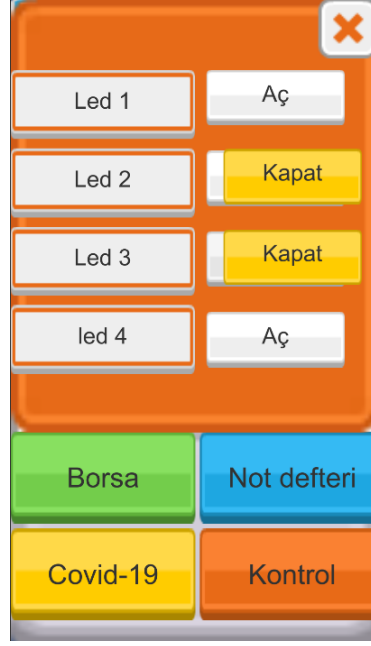 Led 1 Aç
Led 2 Kapat
Led 3 Kapat
led 4 Aç
Borsa Not defteri
Covid-19 Kontrol